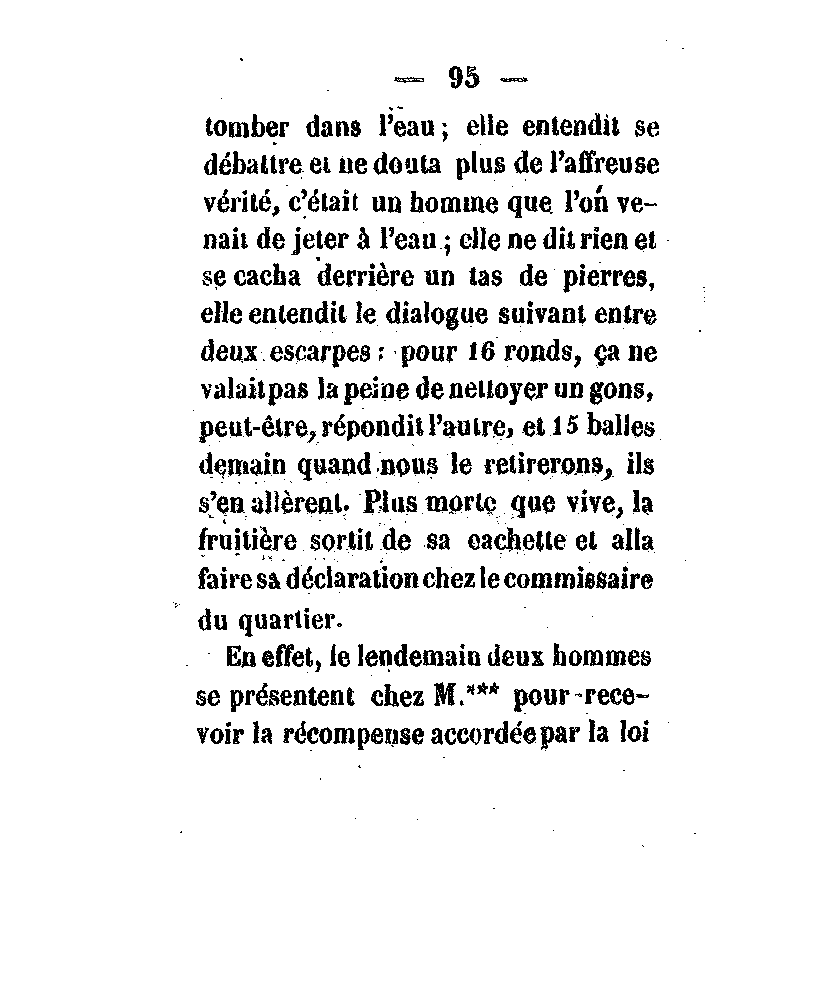 — 95 —
tomber dans l'eau ; elle entendit se
débattre et ne douta plus de l'affreuse
vérité, c'était un homme que l'on ve-
nait de jeter à l'eau ; elle ne dit rien et
se cacha derrière un tas de pierres,
elle entendit le dialogue suivant entre
deux escarpes : pour 16 ronds, ça ne
valait pas la peine de nettoyer un gons,
peut-être, répondit l'autre, et 15 balles
demain quand nous le retirerons, ils
s'en allèrent. Plus morte que vive, la
fruitière sortit de sa cachette et alla
faire sa déclaration chez le commissaire
du quartier.
En effet, le lendemain deux hommes
se présentent chez M.*** pour rece-
voir la récompense accordée par la loi